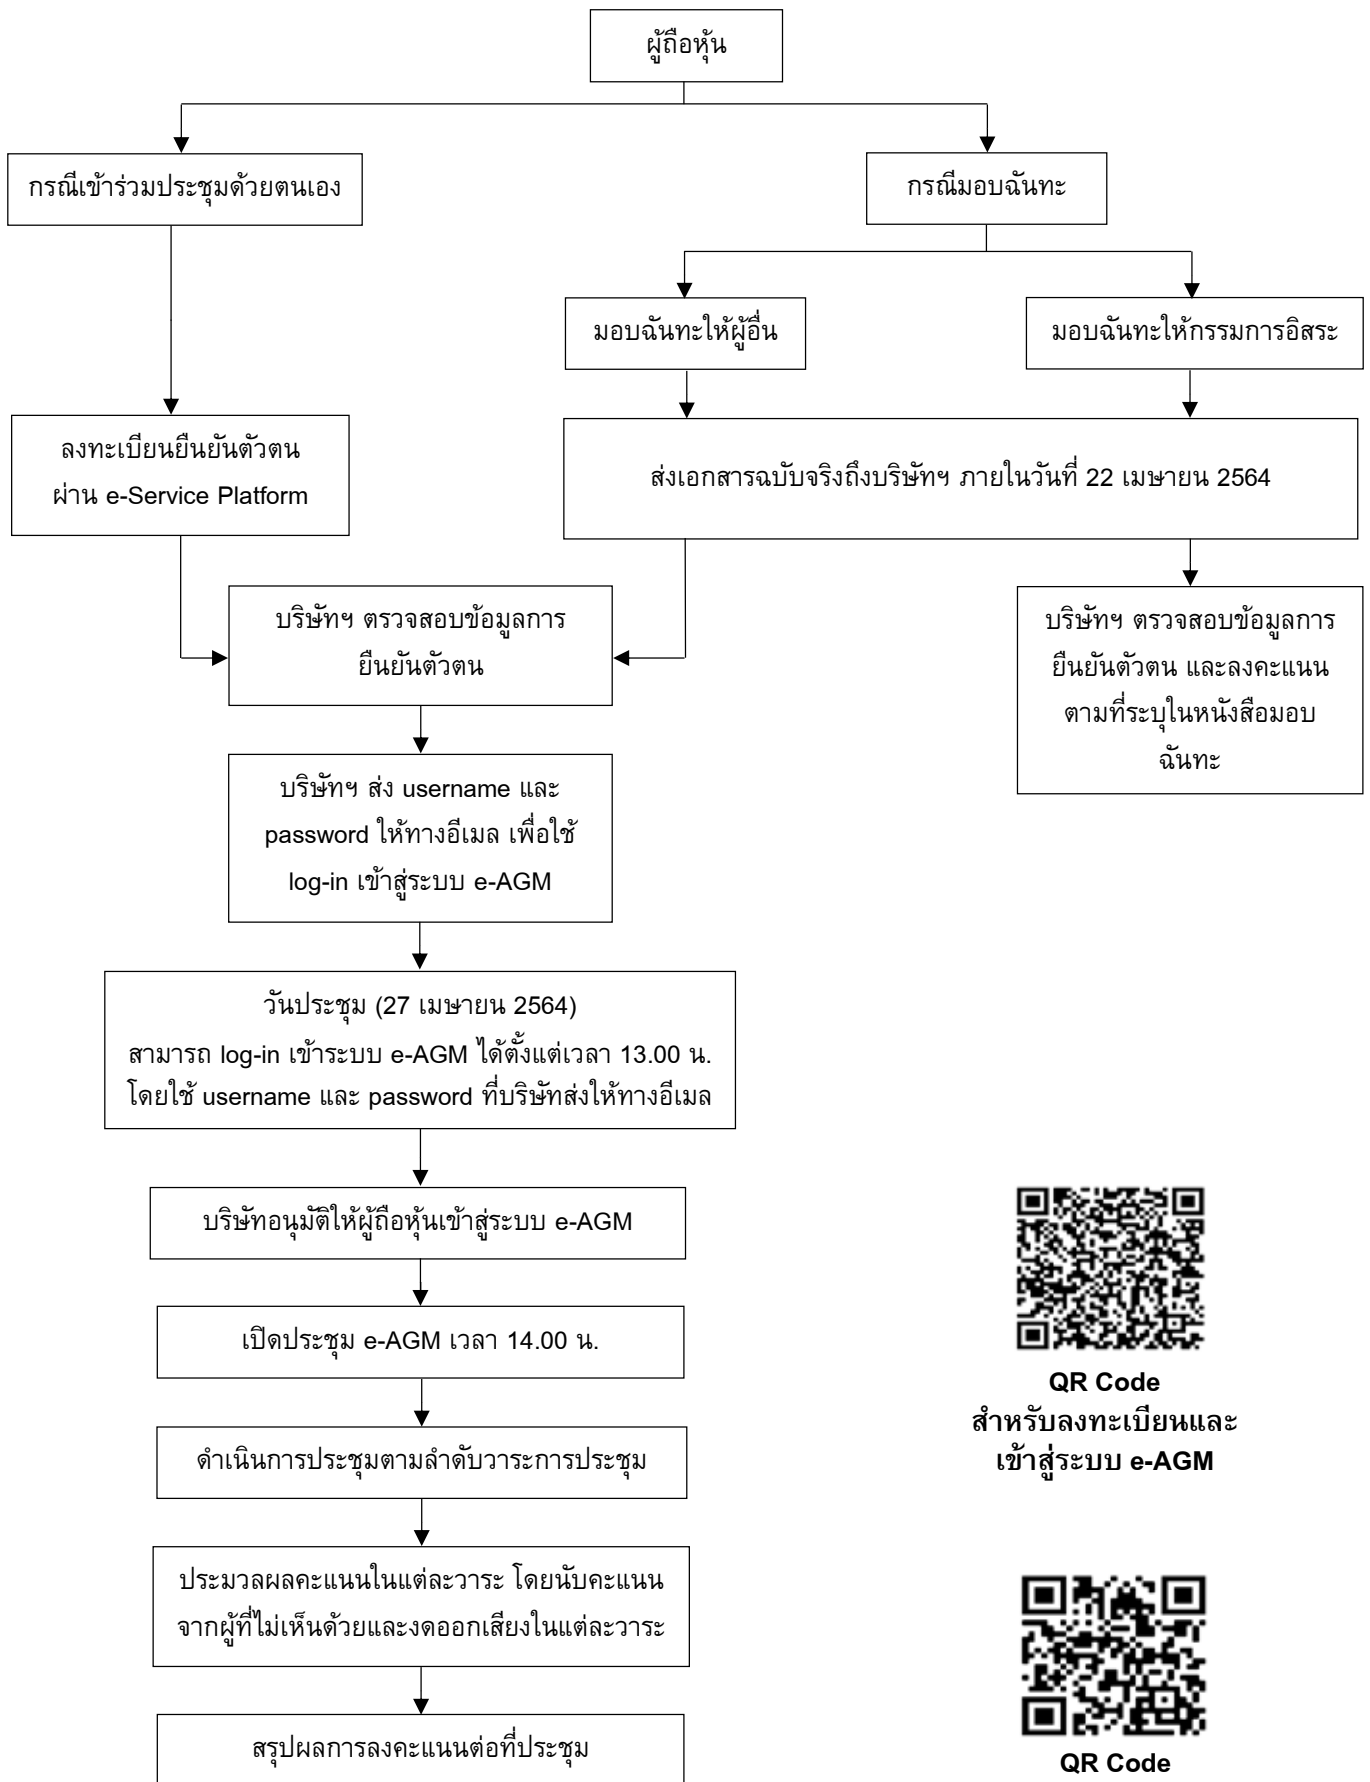 ผู้ถือหุ้น
กรณีเข้าร่วมประชุมด้วยตนเอง
กรณีมอบฉันทะ
มอบฉันทะให้ผู้อื่น
มอบฉันทะให้กรรมการอิสระ
ลงทะเบียนยืนยันตัวตน
ผ่าน e-Service Platform
ส่งเอกสารฉบับจริงถึงบริษัทฯ ภายในวันที่ 22 เมษายน 2564
บริษัทฯ ตรวจสอบข้อมูลการ
ยืนยันตัวตน
บริษัทฯ ตรวจสอบข้อมูลการ
ยืนยันตัวตน และลงคะแนน
ตามที่ระบุในหนังสือมอบ
ฉันทะ
บริษัทฯ ส่ง username และ
password ให้ทางอีเมล เพื่อใช้
log-in เข้าสู่ระบบ e-AGM
วันประชุม (27 เมษายน 2564)
สามารถ log-in เข้าระบบ e-AGM ได้ตั้งแต่เวลา 13.00 น.
โดยใช้ username และ password ที่บริษัทส่งให้ทางอีเมล
บริษัทอนุมัติให้ผู้ถือหุ้นเข้าสู่ระบบ e-AGM
เปิดประชุม e-AGM เวลา 14.00 น.
ดำเนินการประชุมตามลำดับวาระการประชุม
ประมวลผลคะแนนในแต่ละวาระ โดยนับคะแนน
จากผู้ที่ไม่เห็นด้วยและงดออกเสียงในแต่ละวาระ
สรุปผลการลงคะแนนต่อที่ประชุม
QR Code
สำหรับลงทะเบียนและ
เข้าสู่ระบบ e-AGM
QR Code